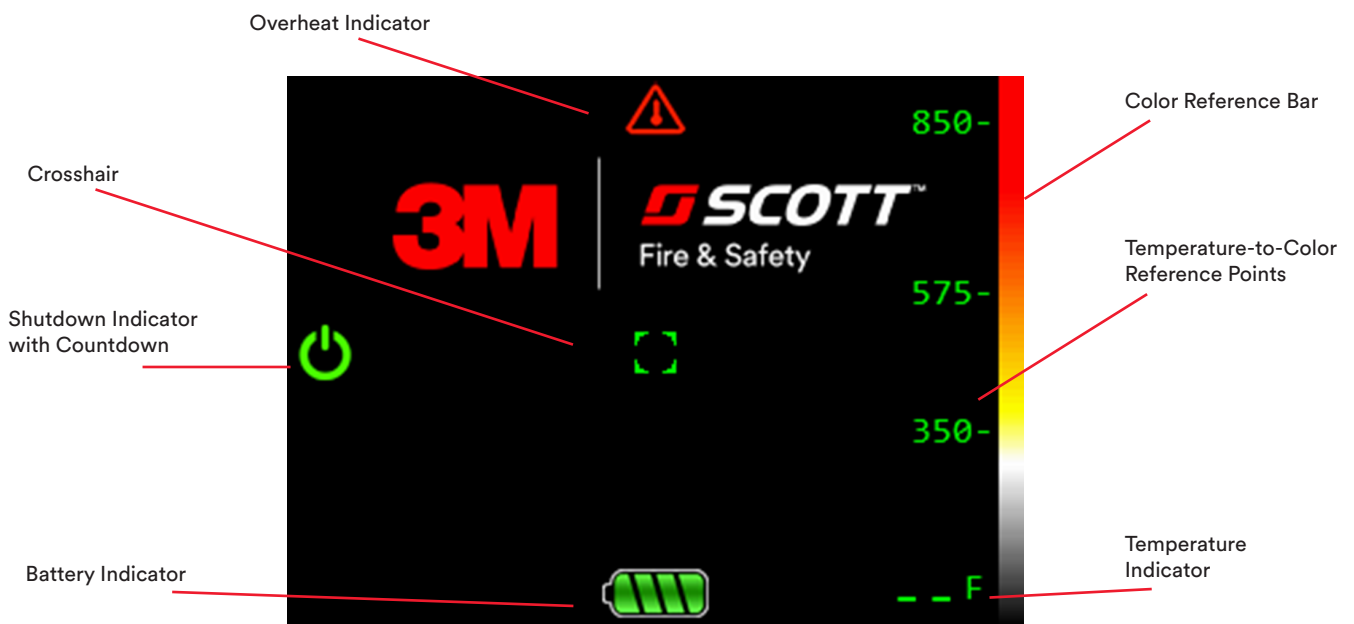 Overheat Indicator
Color Reference Bar
850-
Crosshair
3M
SCOTT™
Fire & Safety
Temperature-to-Color
Reference Points
575-
Shutdown Indicator
with Countdown
350-
Battery Indicator
Temperature
Indicator
_ _ F